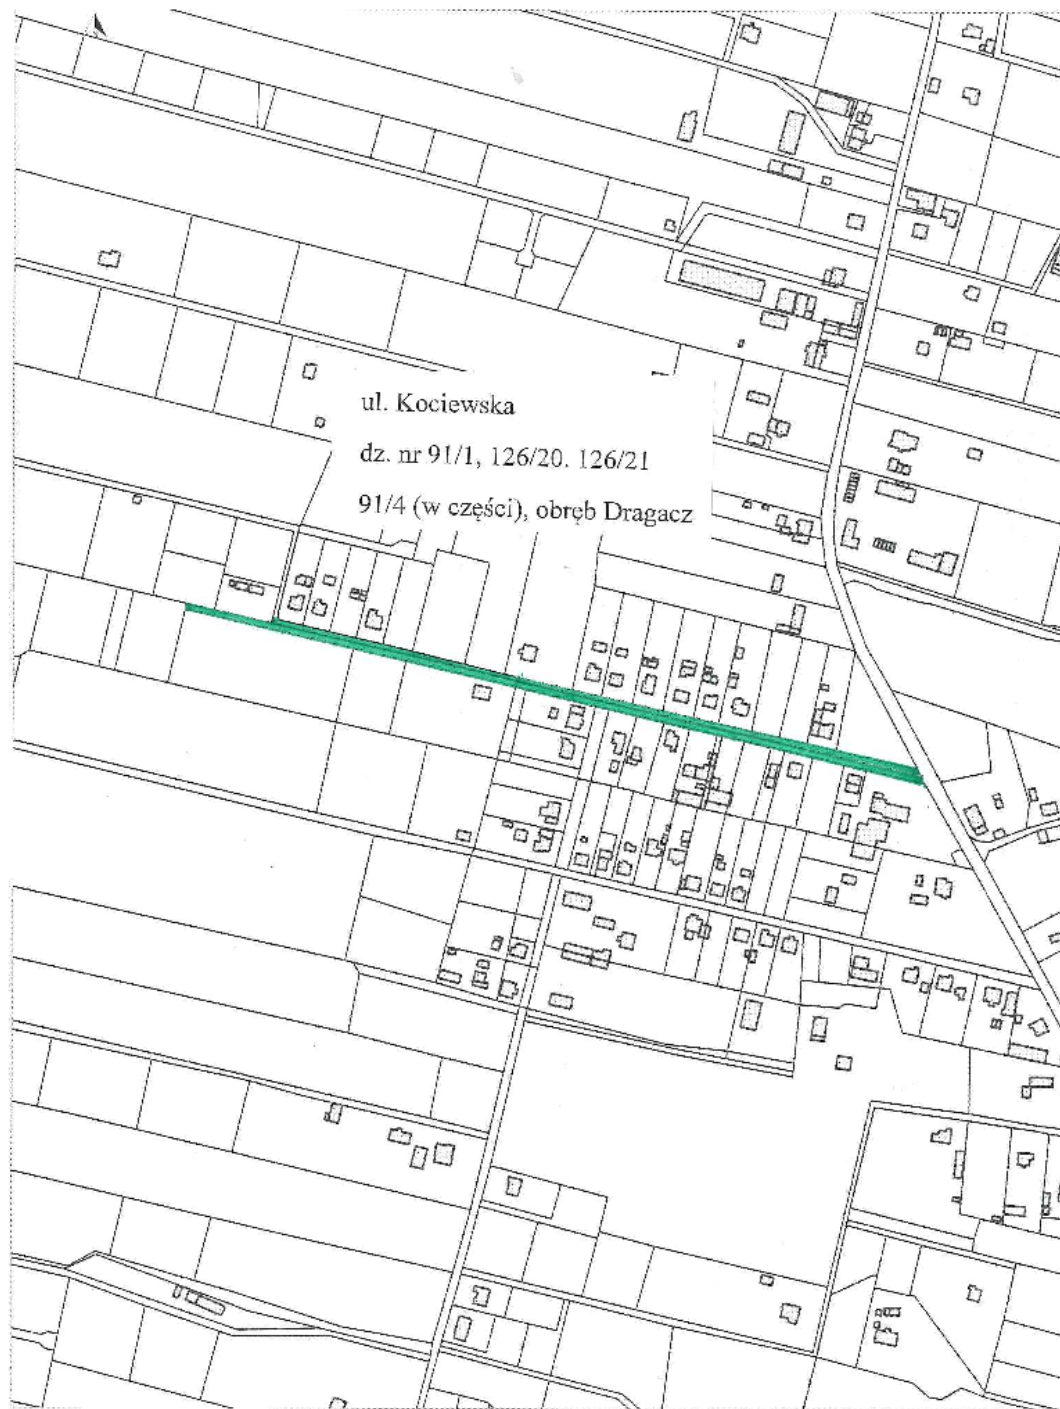 ul. Kociewska
dz. nr 91/1, 126/20. 126/21
91/4 (w części), obręb Dragacz